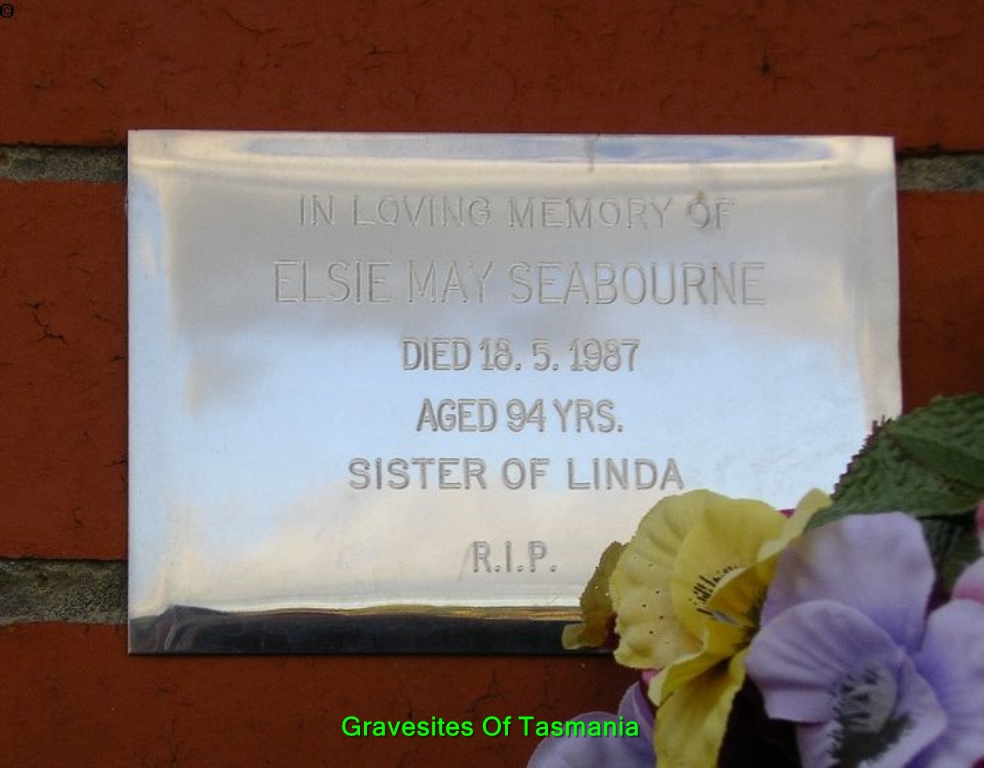 ©
IN LOVING MEMORY OF
ELSIE MAY SEABOURNE
DIED 18. 5. 1987
AGED 94 YRS.
SISTER OF LINDA
R.I.P.
Gravesites Of Tasmania